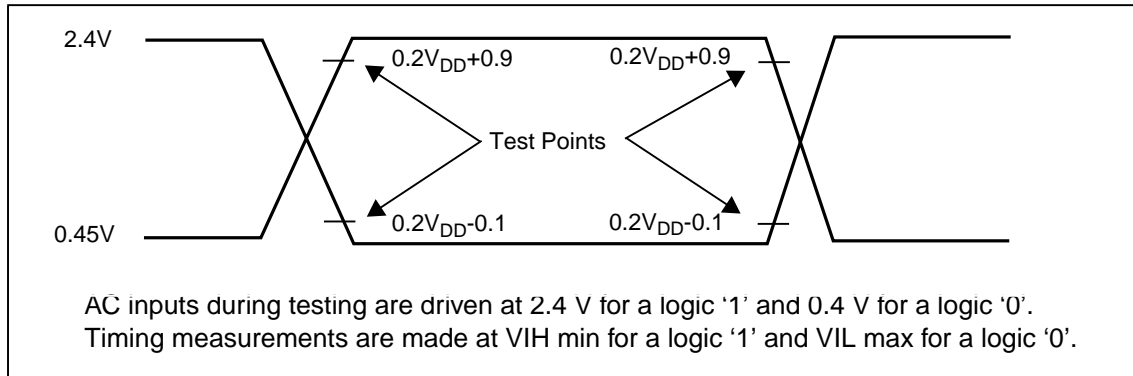 2.4V
0.2VDD+0.9 0.2VDD+0.9
Test Points
0.45V 0.2VDD-0.1 0.2VDD-0.1
AC inputs during testing are driven at 2.4 V for a logic ‘1’ and 0.4 V for a logic ‘0’.
Timing measurements are made at VIH min for a logic ‘1’ and VIL max for a logic ‘0’.